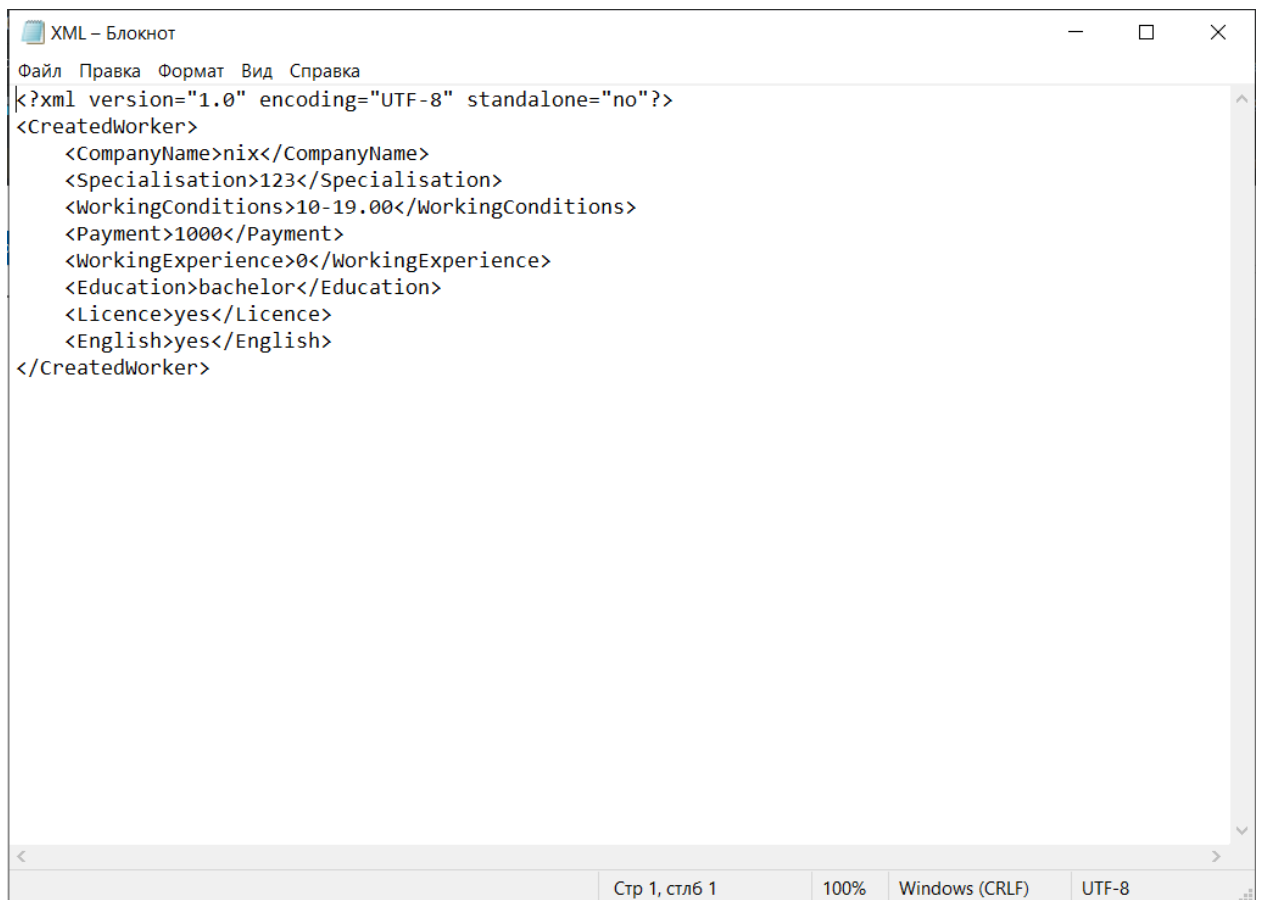 XML – Блокнот
Файл Правка Формат Вид Справка
<?xml version="1.0" encoding="UTF-8" standalone="no"?>
<CreatedWorker>
    <CompanyName>nix</CompanyName>
    <Specialisation>123</Specialisation>
    <WorkingConditions>10-19.00</WorkingConditions>
    <Payment>1000</Payment>
    <WorkingExperience>0</WorkingExperience>
    <Education>bachelor</Education>
    <Licence>yes</Licence>
    <English>yes</English>
</CreatedWorker>
Стр 1, стлб 1 100% Windows (CRLF) UTF-8